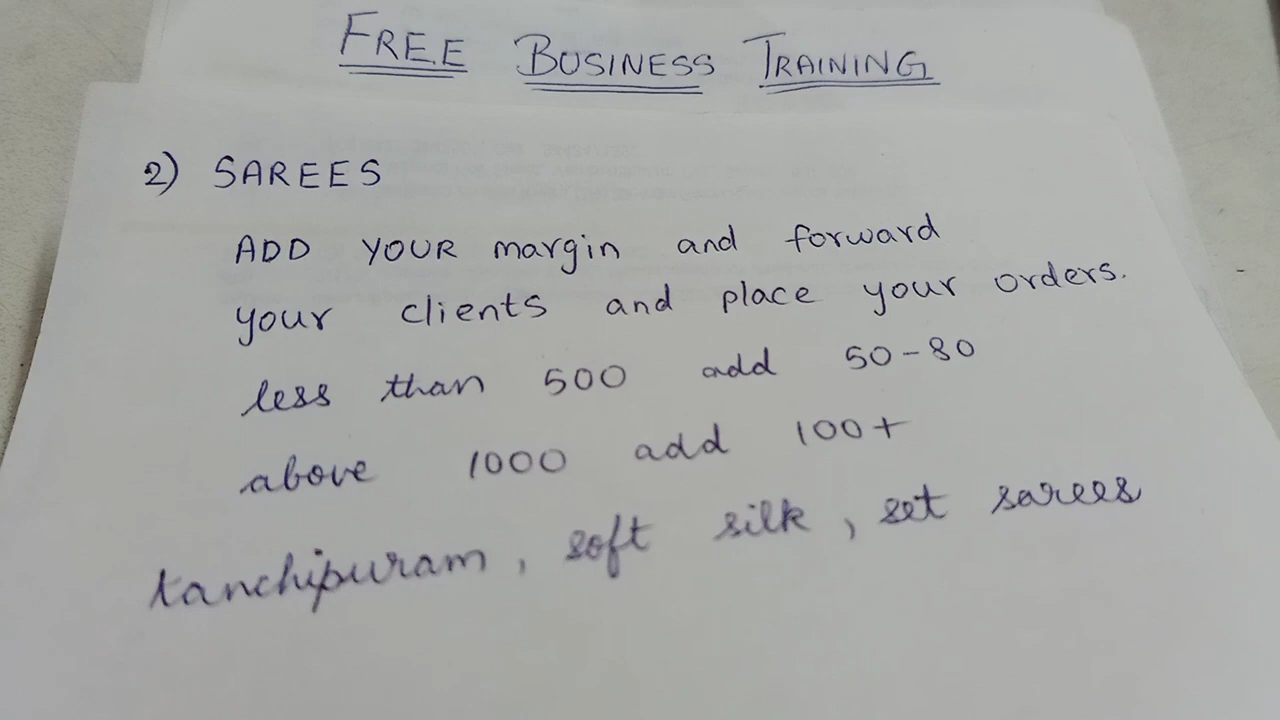 FREE BUSINESS TRAINING
2) SAREES
ADD YOUR margin and forward
your clients and place your orders.
less than 500 add 50-80
above 1000 add 100+
kanchipuram, soft silk, set sarees